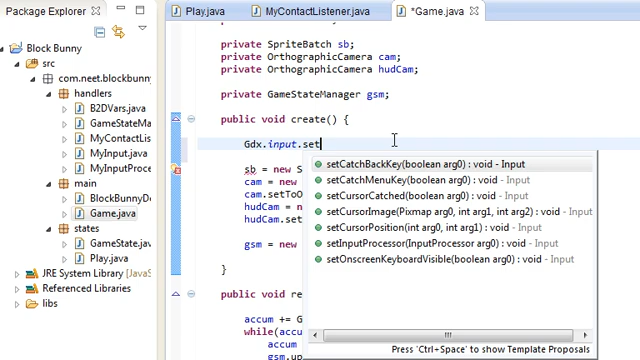 Package Explorer
Play.java
MyContactListener.java
*Game.java
Block Bunny
src
com.neet.blockbunny
handlers
B2DVars.java
GameStateMa
MyContactLi
MyInput.java
MyInputProce
main
BlockBunnyDe
Game.java
states
GameState.ja
Play.java
JRE System Library [
Referenced Libraries
libs
private SpriteBatch sb;
private OrthographicCamera cam;
private OrthographicCamera hudCam;
private GameStateManager gsm;
public void create() {
Gdx.input.set
sb = new S
cam = new
cam.setToO
hudCam = n
hudCam.set
gsm = new
}
public void re
accum += G
while(accu
accum
gsm.up
setCatchBackKey(boolean arg0) : void - Input
setCatchMenuKey(boolean arg0) : void - Input
setCursorCatched(boolean arg0) : void - Input
setCursorImage(Pixmap arg0, int arg1, int arg2) : void - Input
setCursorPosition(int arg0, int arg1) : void - Input
setInputProcessor(InputProcessor arg0) : void - Input
setOnscreenKeyboardVisible(boolean arg0) : void - Input
Press 'Ctrl+Space' to show Template Proposals